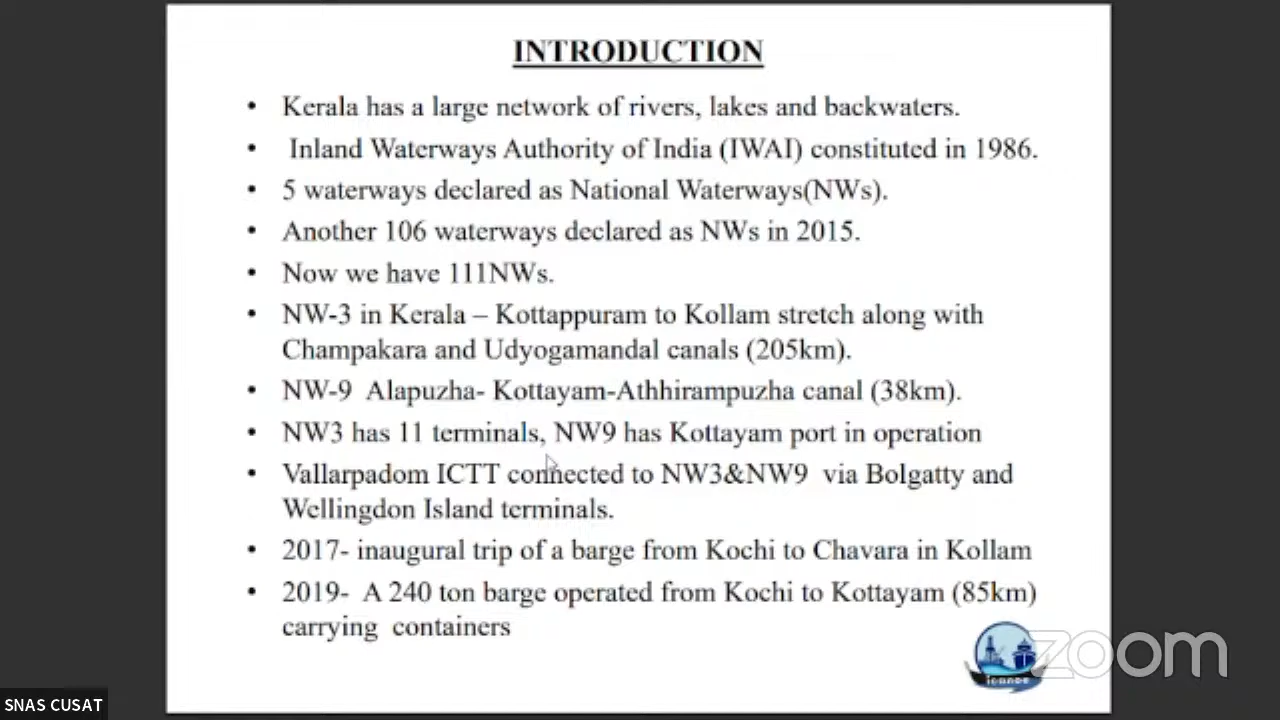 INTRODUCTION
• Kerala has a large network of rivers, lakes and backwaters.
• Inland Waterways Authority of India (IWAI) constituted in 1986.
• 5 waterways declared as National Waterways(NWs).
• Another 106 waterways declared as NWs in 2015.
• Now we have 111NWs.
• NW-3 in Kerala – Kottappuram to Kollam stretch along with
Champakara and Udyogamandal canals (205km).
• NW-9 Alapuzha- Kottayam-Athhirampuzha canal (38km).
• NW3 has 11 terminals, NW9 has Kottayam port in operation
• Vallarpadom ICTT connected to NW3&NW9 via Bolgatty and
Wellingdon Island terminals.
• 2017- inaugural trip of a barge from Kochi to Chavara in Kollam
• 2019- A 240 ton barge operated from Kochi to Kottayam (85km)
carrying containers
zoom
SNAS CUSAT